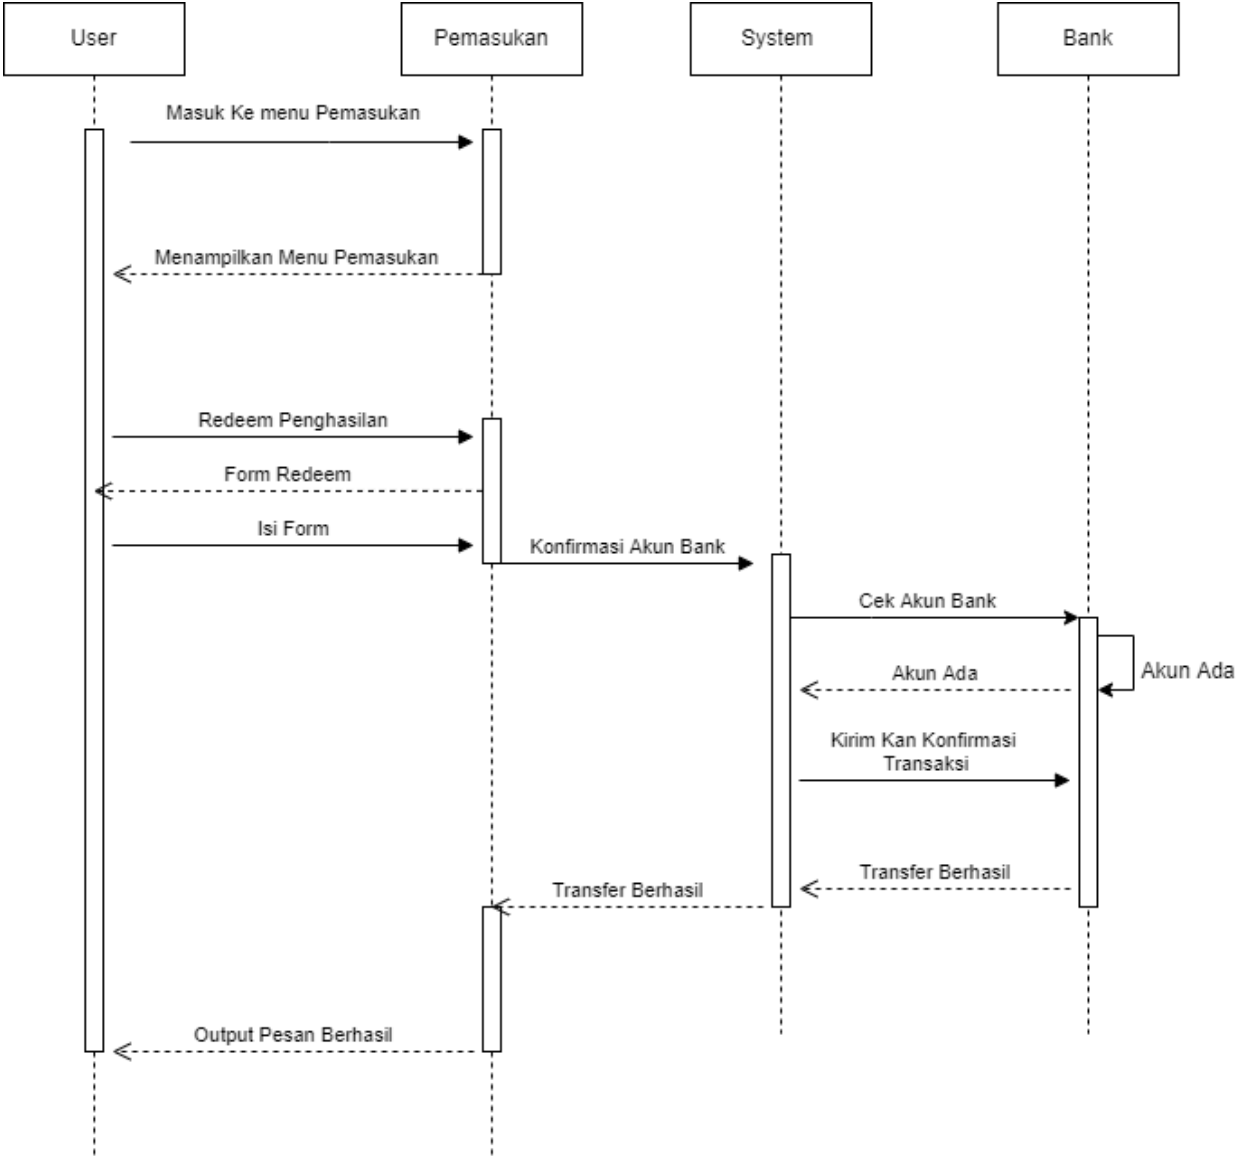 User
Pemasukan
System
Bank
Masuk Ke menu Pemasukan
Menampilkan Menu Pemasukan
Redeem Penghasilan
Form Redeem
Isi Form
Konfirmasi Akun Bank
Cek Akun Bank
Akun Ada
Akun Ada
Kirim Kan Konfirmasi
Transaksi
Transfer Berhasil
Transfer Berhasil
Output Pesan Berhasil